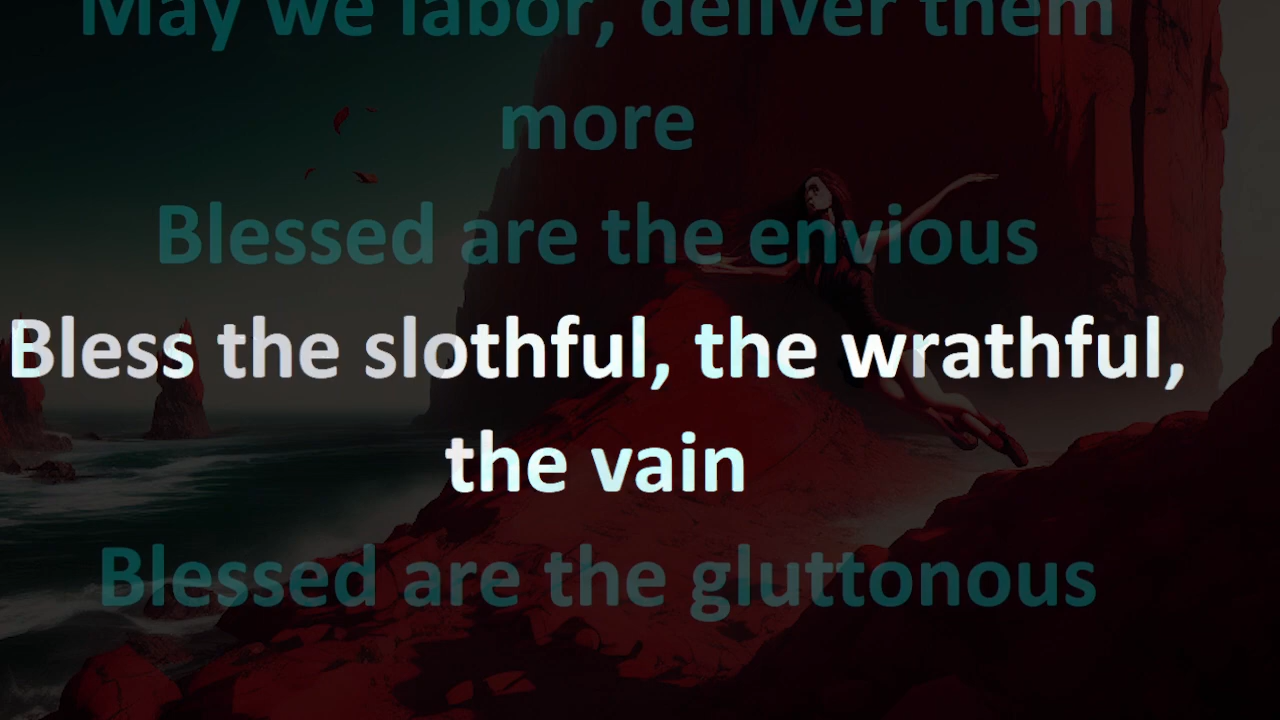 May we labor, deliver them
more
Blessed are the envious
Bless the slothful, the wrathful,
the vain
Blessed are the gluttonous